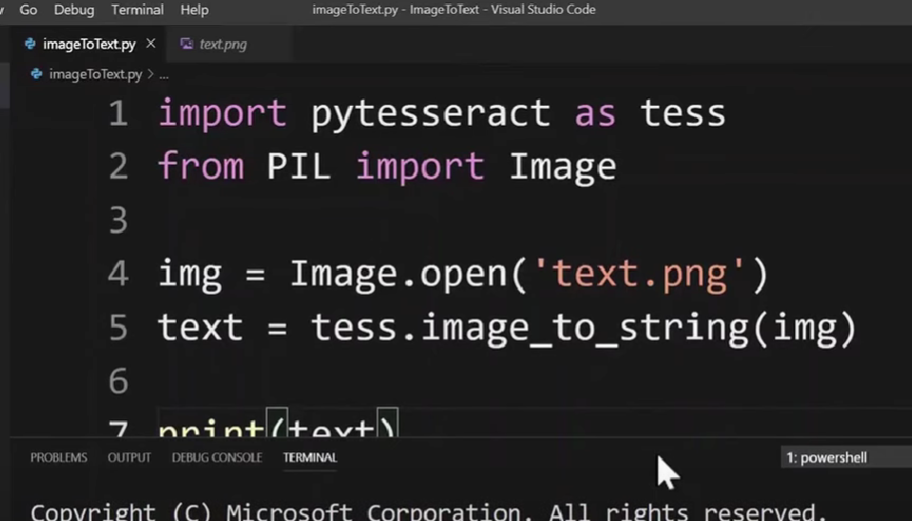 Go Debug Terminal Help imageToText.py - ImageToText - Visual Studio Code
imageToText.py × text.png
imageToText.py > ...
1 import pytesseract as tess
2 from PIL import Image
3
4 img = Image.open('text.png')
5 text = tess.image_to_string(img)
6
7 print(text)
PROBLEMS OUTPUT DEBUG CONSOLE TERMINAL 1: powershell
Copyright (C) Microsoft Corporation. All rights reserved.